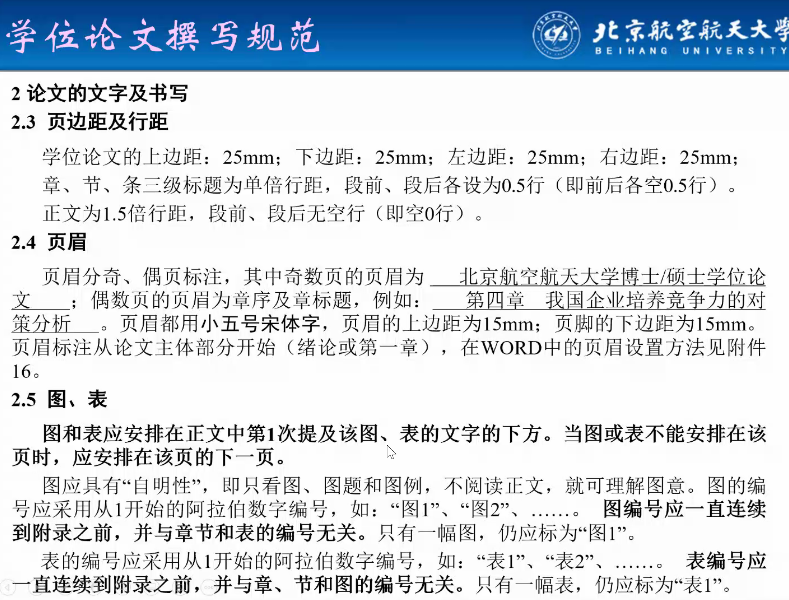 学位论文撰写规范
北京航空航天大学
BEIHANG UNIVERSITY
2 论文的文字及书写
2.3 页边距及行距
学位论文的上边距：25mm；下边距：25mm；左边距：25mm；右边距：25mm；
章、节、条三级标题为单倍行距，段前、段后各设为0.5行（即前后各空0.5行）。
正文为1.5倍行距，段前、段后无空行（即空0行）。
2.4 页眉
页眉分奇、偶页标注，其中奇数页的页眉为 北京航空航天大学博士/硕士学位论
文 ；偶数页的页眉为章序及章标题，例如： 第四章 我国企业培养竞争力的对
策分析 。页眉都用小五号宋体字，页眉的上边距为15mm；页脚的下边距为15mm。
页眉标注从论文主体部分开始（绪论或第一章），在WORD中的页眉设置方法见附件
16。
2.5 图、表
图和表应安排在正文中第1次提及该图、表的文字的下方。当图或表不能安排在该
页时，应安排在该页的下一页。
图应具有“自明性”，即只看图、图题和图例，不阅读正文，就可理解图意。图的编
号应采用从1开始的阿拉伯数字编号，如：“图1”、“图2”、……。 图编号应一直连续
到附录之前，并与章节和表的编号无关。只有一幅图，仍应标为“图1”。
表的编号应采用从1开始的阿拉伯数字编号，如：“表1”、“表2”、……。 表编号应
一直连续到附录之前，并与章、节和图的编号无关。只有一幅表，仍应标为“表1”。